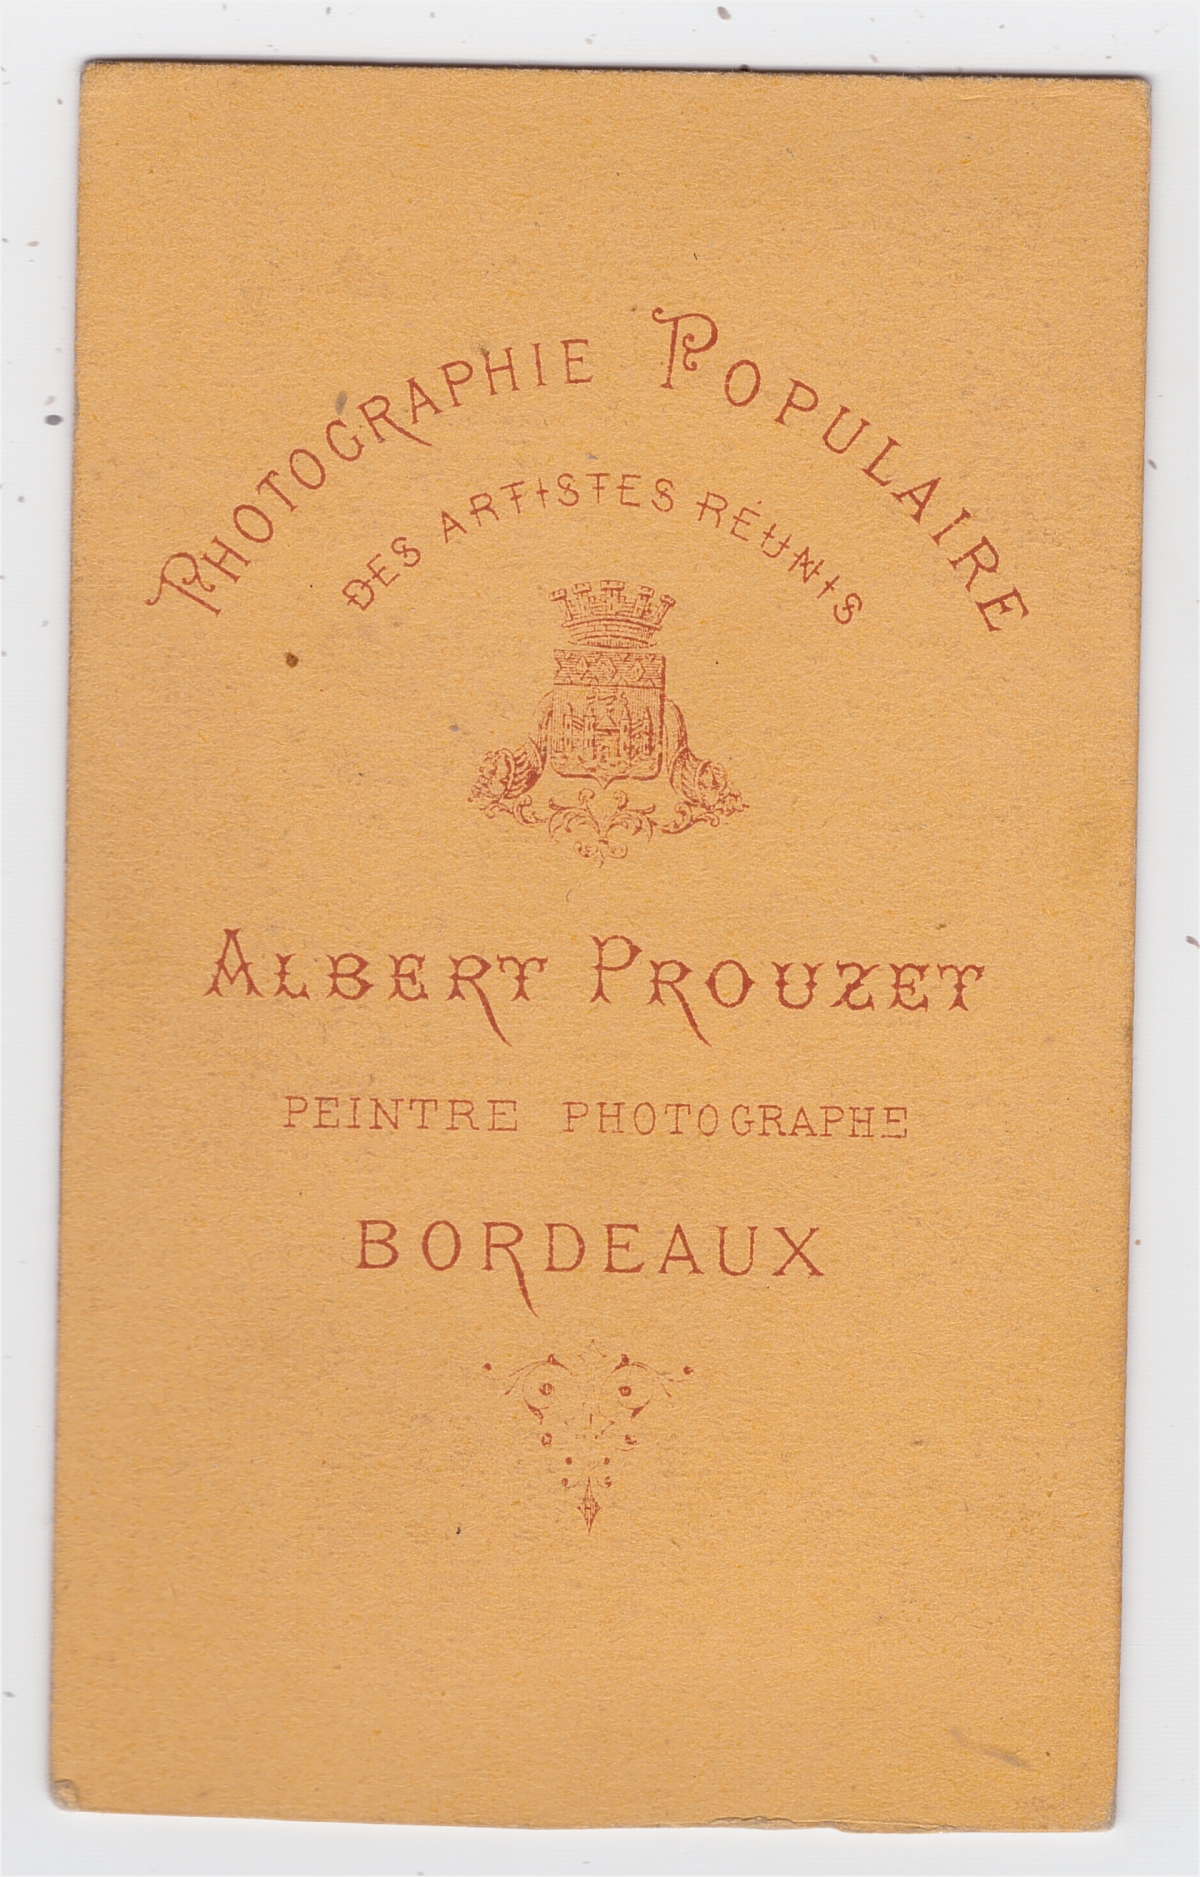 PHOTOGRAPHIE POPULAIRE
DES ARTISTES RÉUNIS
ALBERT PROUZET
PEINTRE PHOTOGRAPHE
BORDEAUX